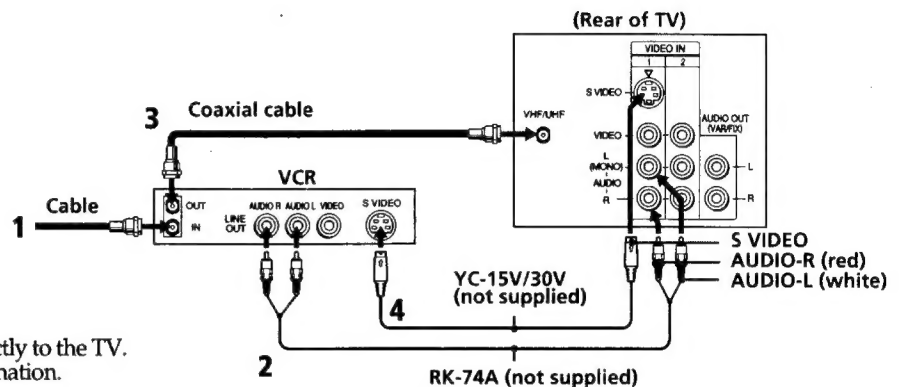 (Rear of TV)
VIDEO IN
1 2
S VIDEO
3 Coaxial cable
VHF/UHF
VIDEO
AUDIO OUT
(VAR/FIX)
L
(MONO)
AUDIO
R
L
R
VCR
1 Cable
OUT
IN
LINE
OUT
AUDIO R AUDIO L VIDEO
S VIDEO
S VIDEO
AUDIO-R (red)
AUDIO-L (white)
YC-15V/30V
(not supplied)
4
2
RK-74A (not supplied)
ctly to the TV.
nation.